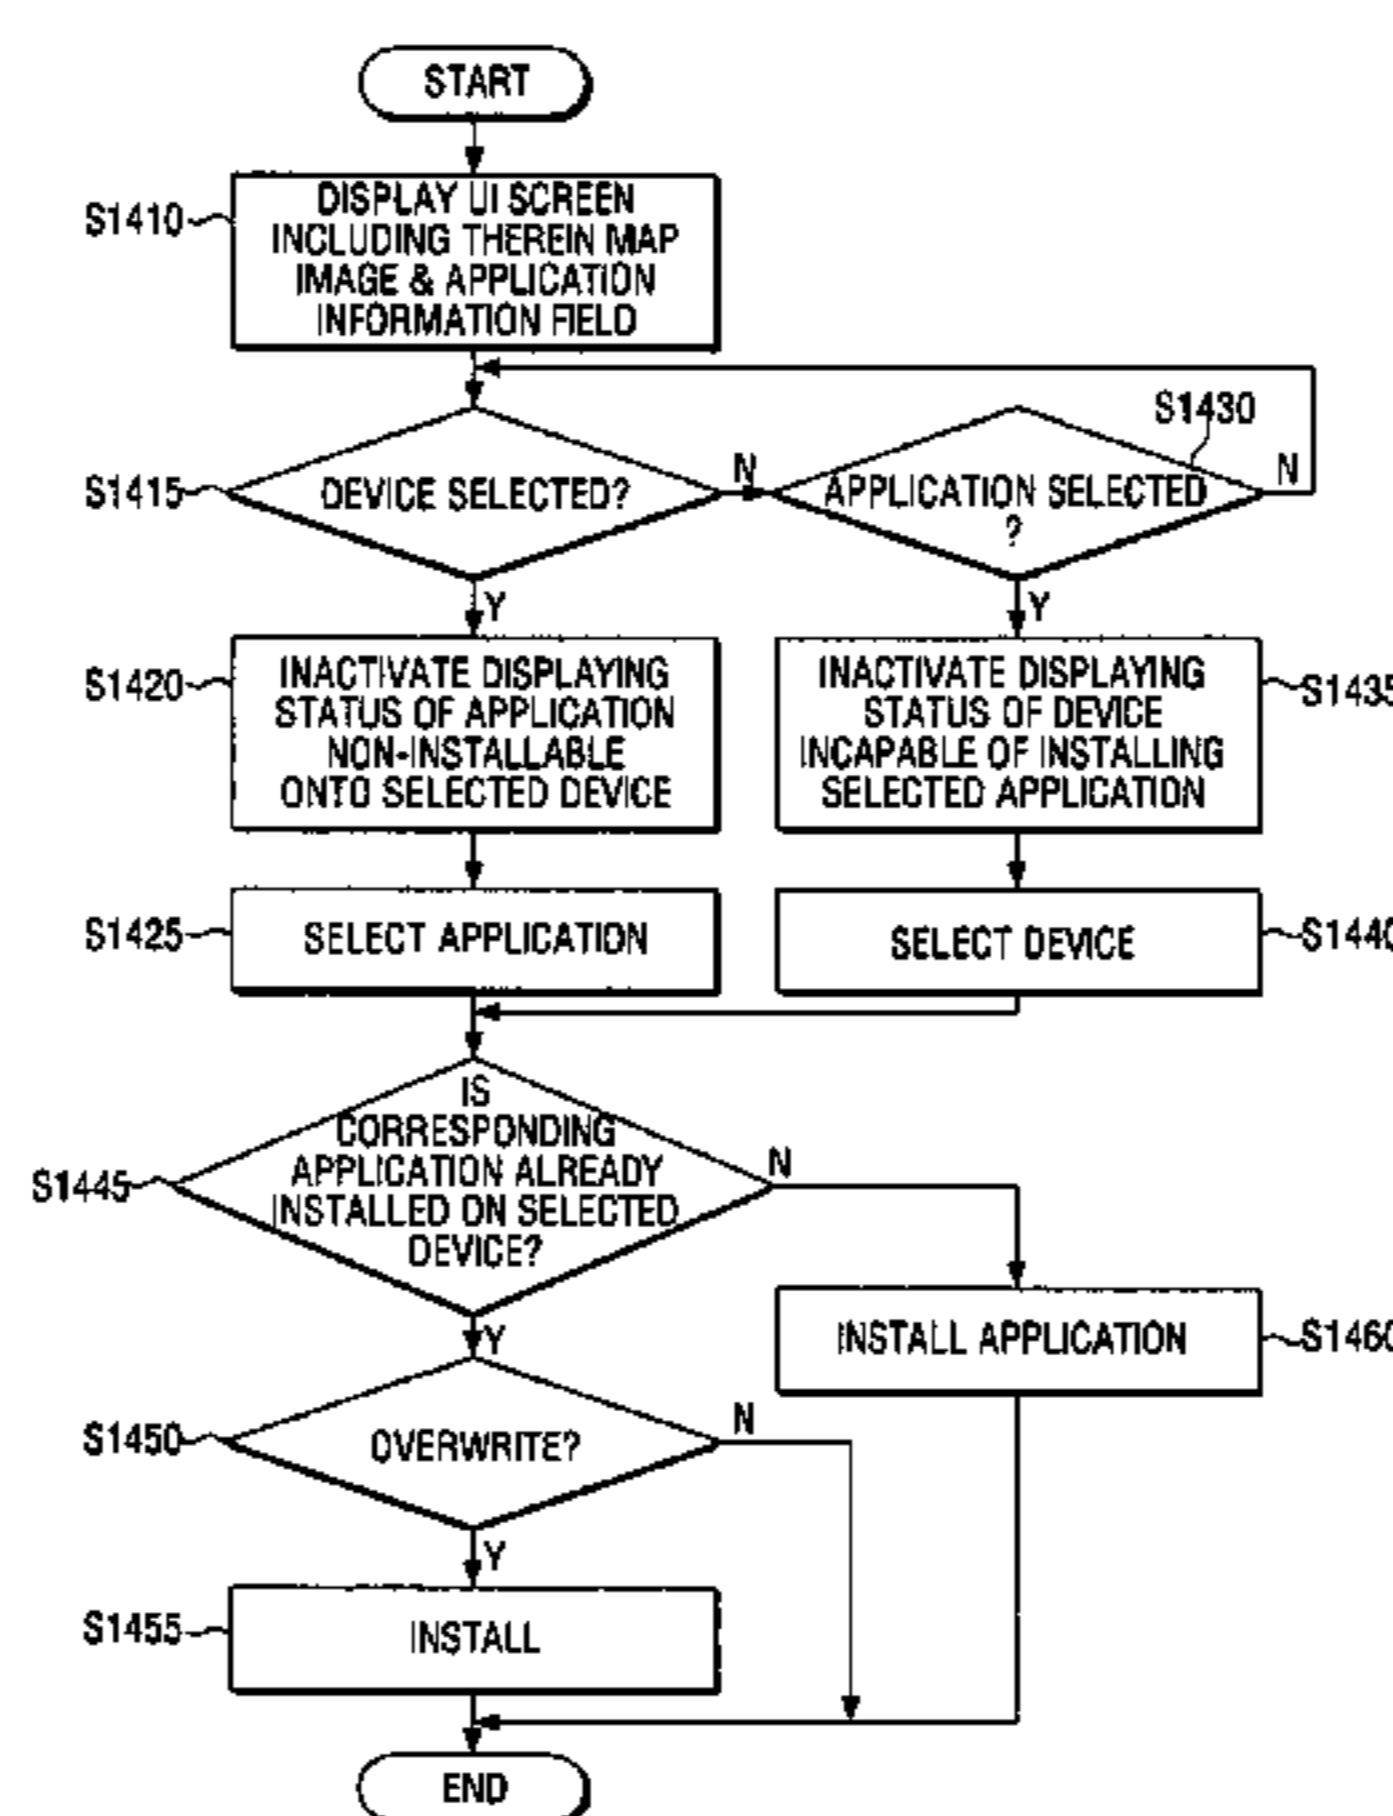 START
S1410
DISPLAY UI SCREEN
INCLUDING THEREIN MAP
IMAGE & APPLICATION
INFORMATION FIELD
S1415
DEVICE SELECTED?
N
S1430
APPLICATION SELECTED
?
N
Y
Y
S1420
INACTIVATE DISPLAYING
STATUS OF APPLICATION
NON-INSTALLABLE
ONTO SELECTED DEVICE
INACTIVATE DISPLAYING
STATUS OF DEVICE
INCAPABLE OF INSTALLING
SELECTED APPLICATION
S1435
S1425
SELECT APPLICATION
SELECT DEVICE
S1440
S1445
IS
CORRESPONDING
APPLICATION ALREADY
INSTALLED ON SELECTED
DEVICE?
N
Y
INSTALL APPLICATION
S1460
S1450
OVERWRITE?
N
Y
S1455
INSTALL
END